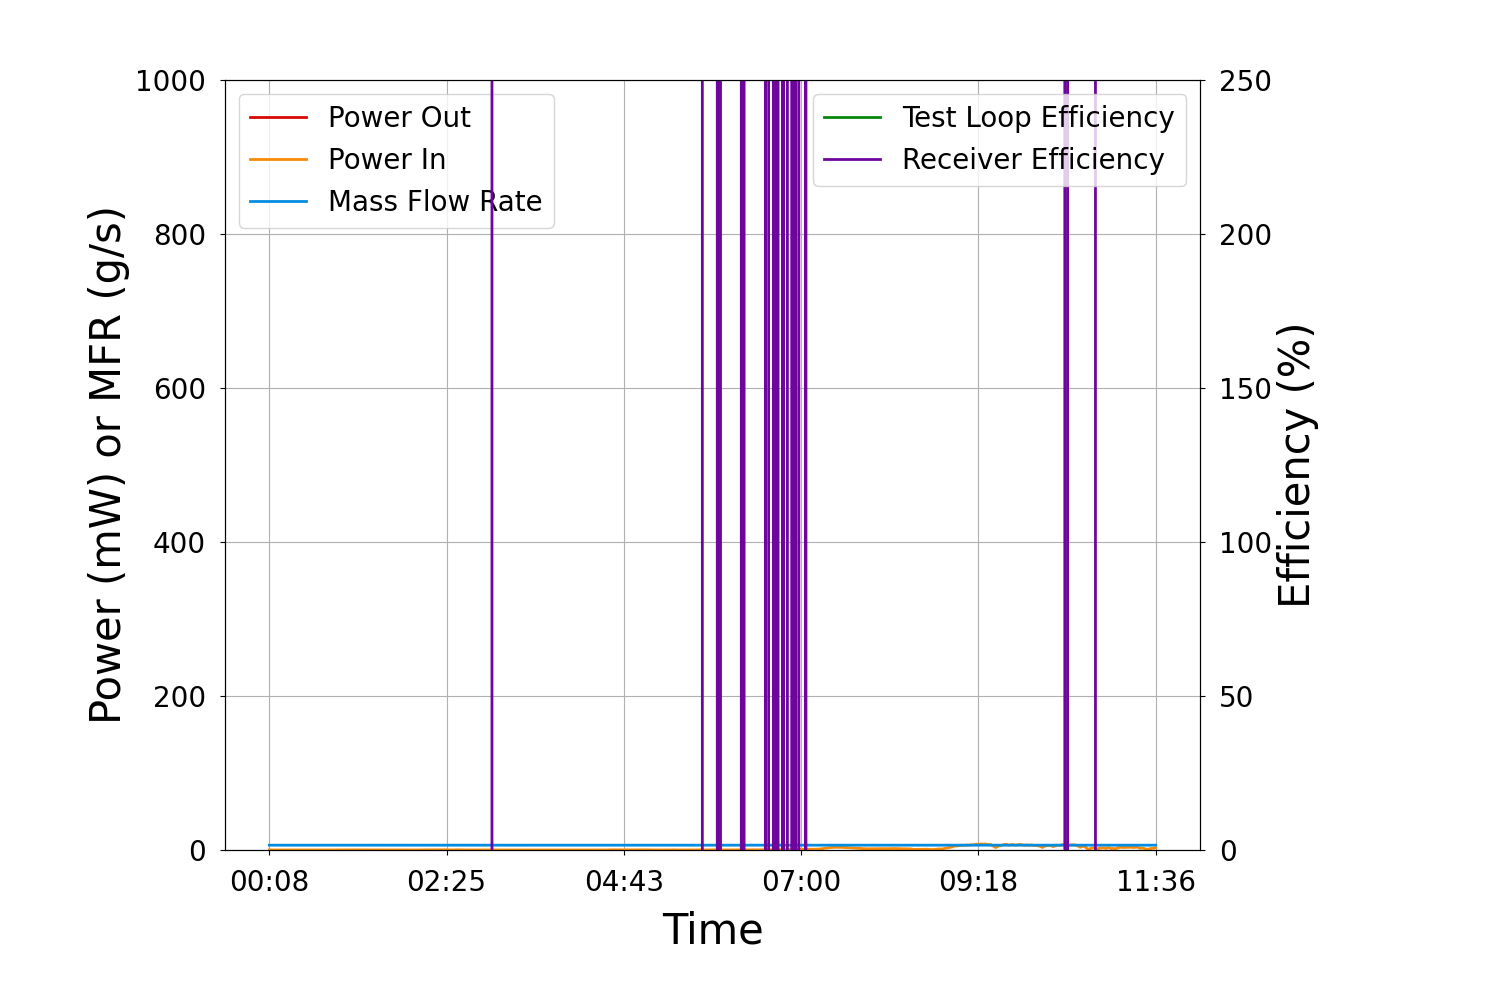 Power (mW) or MFR (g/s)
1000
800
600
400
200
0
Power Out
Power In
Mass Flow Rate
Test Loop Efficiency
Receiver Efficiency
250
200
150
100
50
0
Efficiency (%)
00:08 02:25 04:43 07:00 09:18 11:36
Time